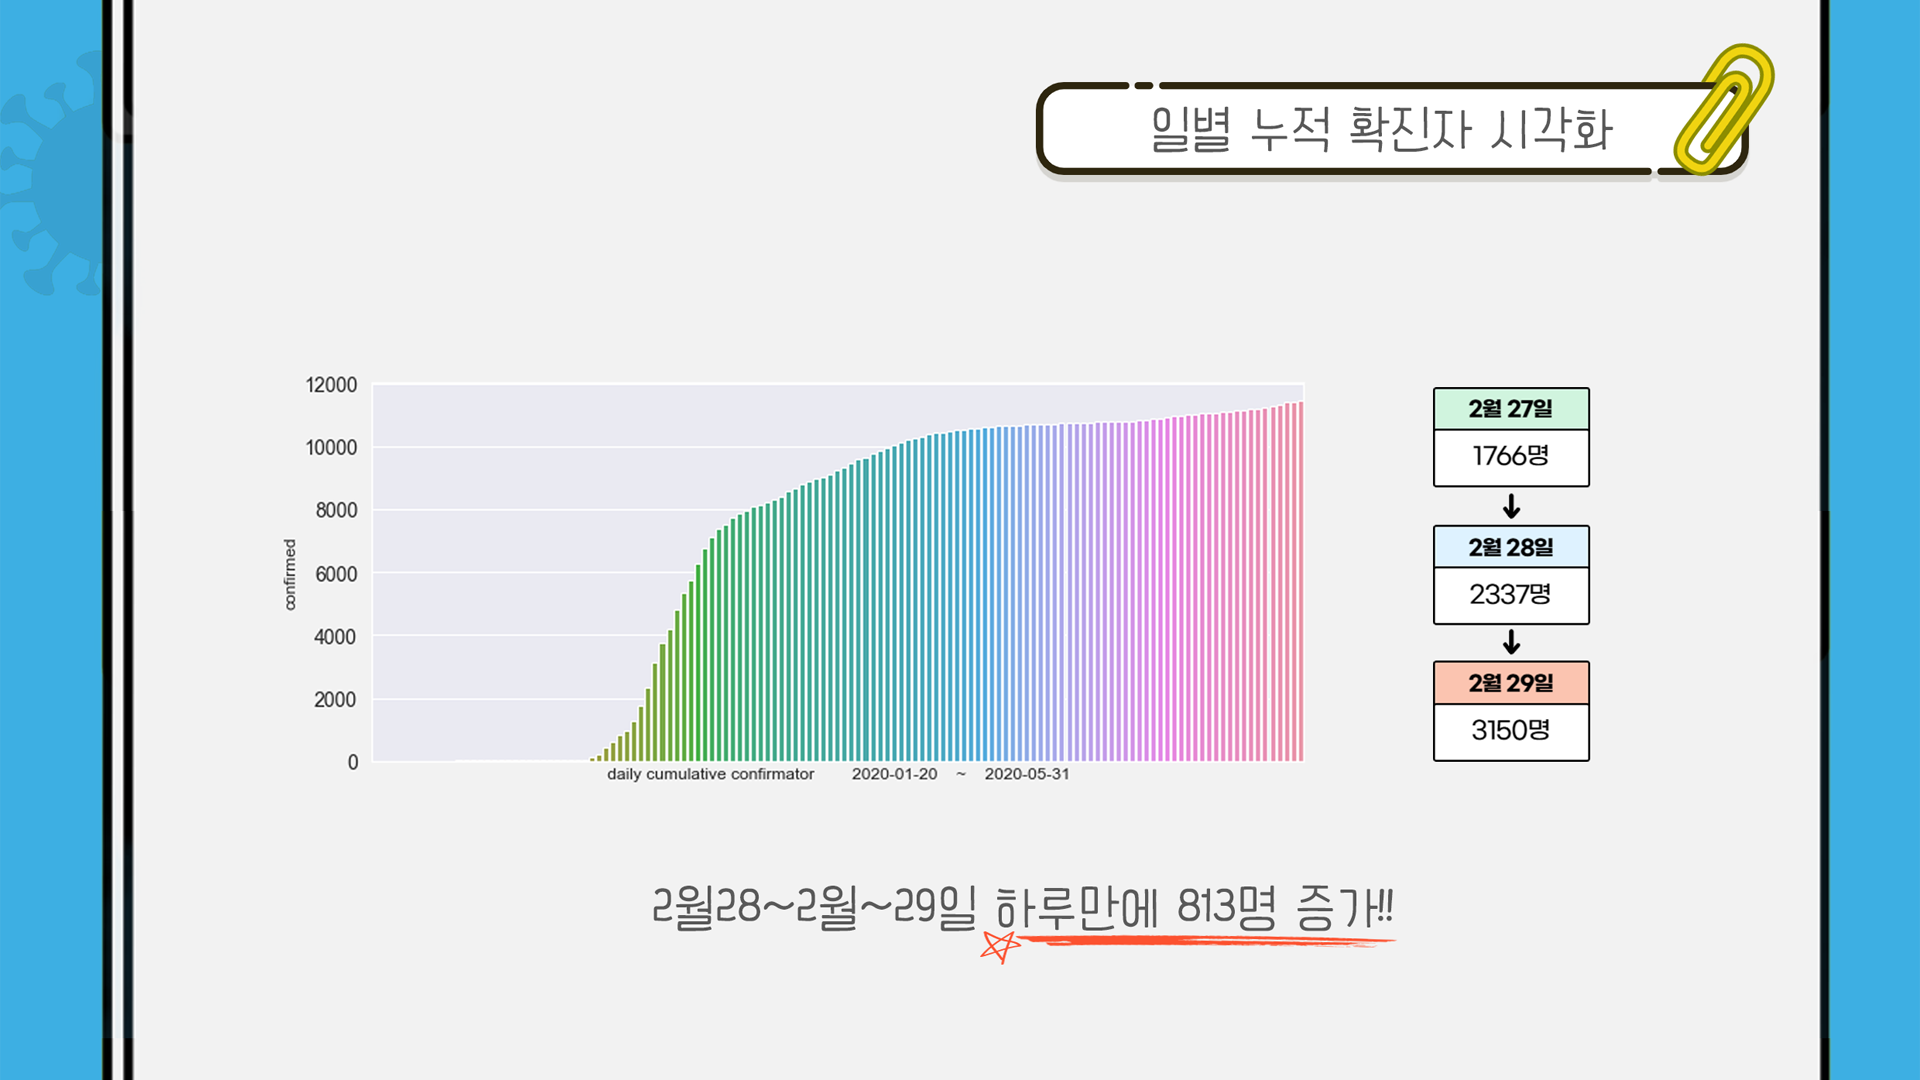 일별 누적 확진자 시각화
12000
10000
8000
6000
4000
2000
0
confirmed
daily cumulative confirmator 2020-01-20 ~ 2020-05-31
2월 27일
1766명
2월 28일
2337명
2월 29일
3150명
2월28~2월~29일 하루만에 813명 증가!!